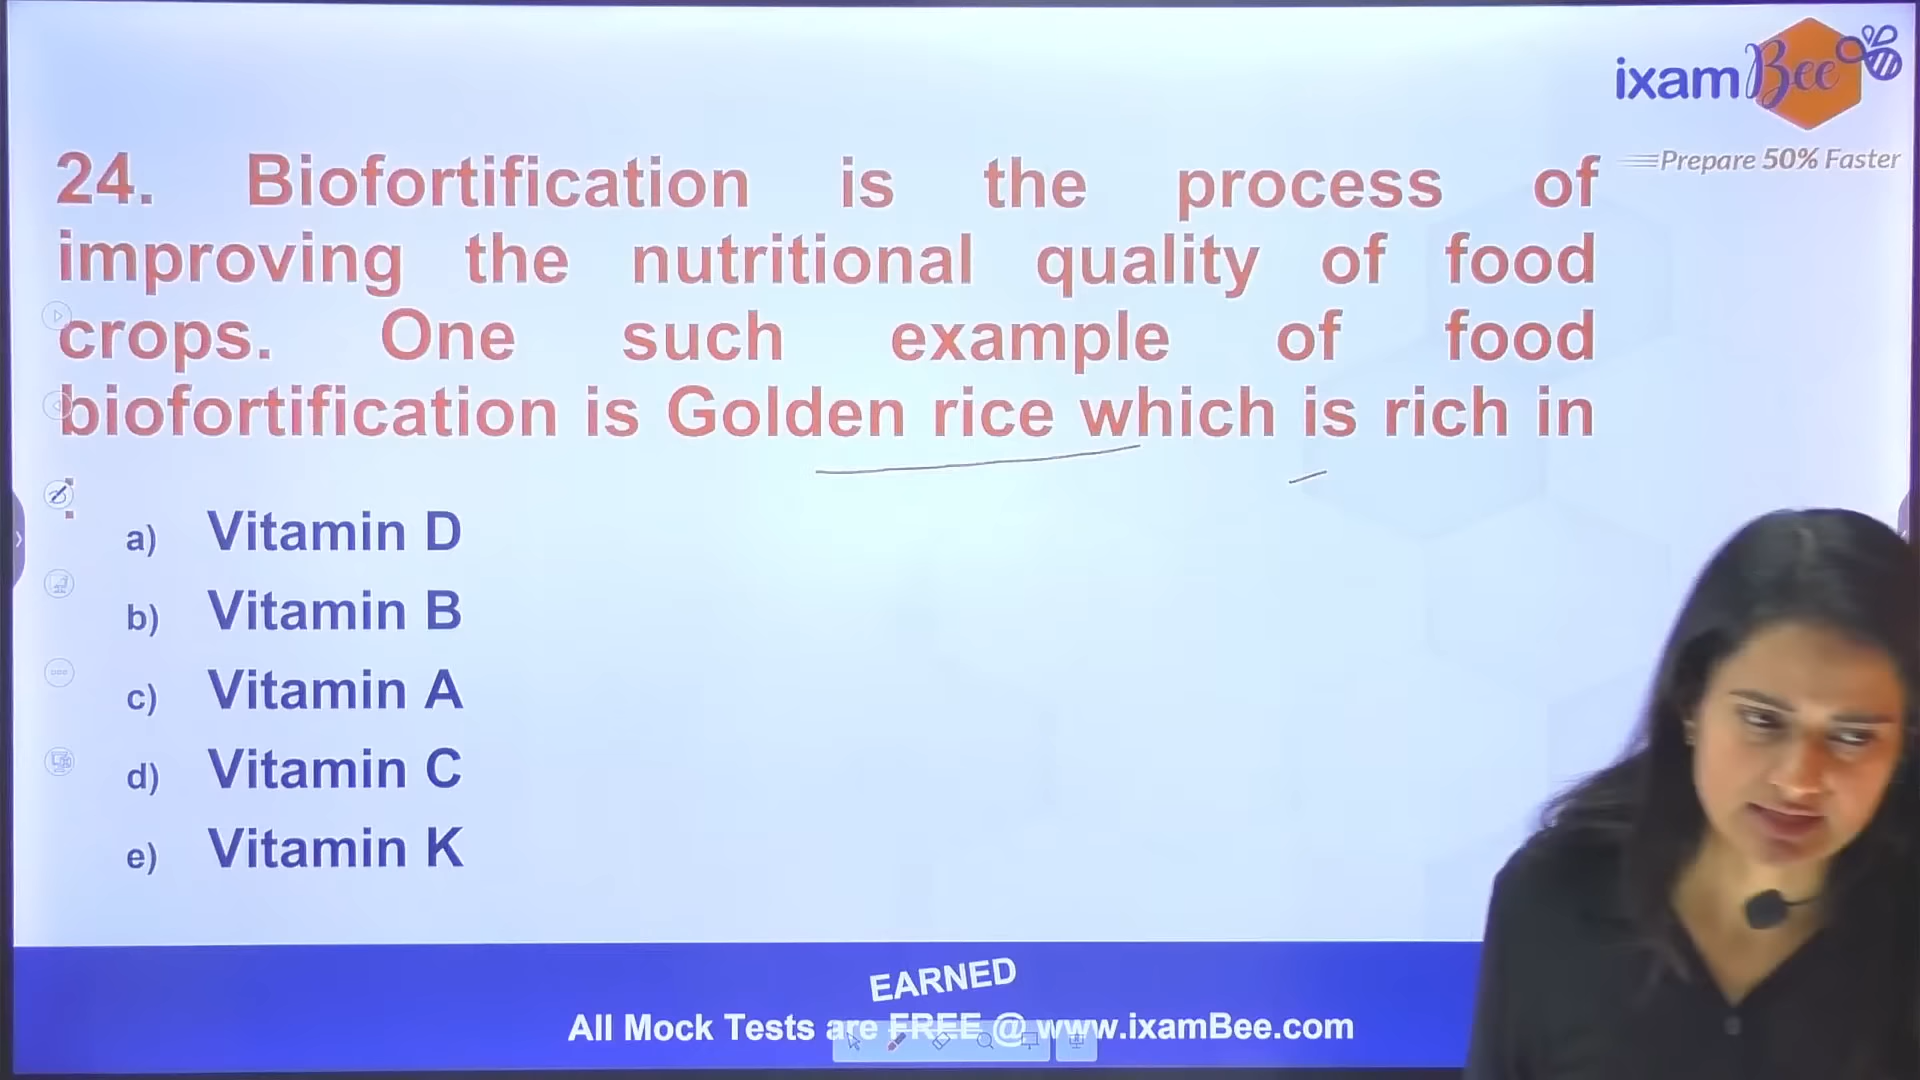 ixamBee
Prepare 50% Faster
24. Biofortification is the process of
improving the nutritional quality of food
crops. One such example of food
biofortification is Golden rice which is rich in
:
a) Vitamin D
b) Vitamin B
c) Vitamin A
d) Vitamin C
e) Vitamin K
EARNED
All Mock Tests are FREE @ www.ixamBee.com